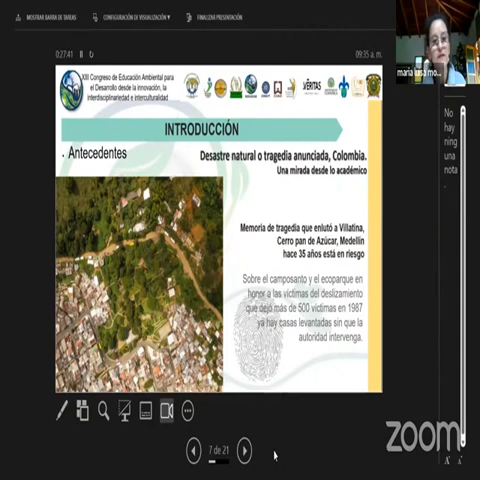 MOSTRAR BARRA DE TAREAS
CONFIGURACIÓN DE VISUALIZACIÓN ▼
FINALIZAR PRESENTACIÓN
0:27:41
09:35 a. m.
maria luisa mo...
XIII Congreso de Educación Ambiental para
el Desarrollo desde la innovación, la
interdisciplinariedad e interculturalidad
VERITAS
INTRODUCCIÓN
• Antecedentes
Desastre natural o tragedia anunciada, Colombia.
Una mirada desde lo académico
Memoria de tragedia que enlutó a Villatina,
Cerro pan de Azúcar, Medellín
hace 35 años está en riesgo
Sobre el camposanto y el ecoparque en
honor a las víctimas del deslizamiento
que dejó más de 500 víctimas en 1987
ya hay casas levantadas sin que la
autoridad intervenga.
No
hay
ning
una
nota
.
7 de 21
zoom
A A